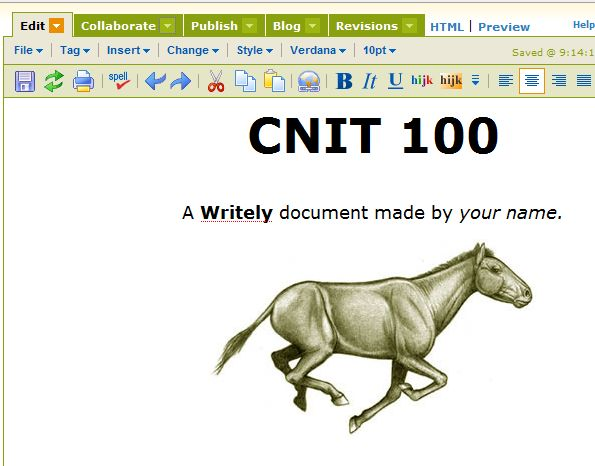 Edit Collaborate Publish Blog Revisions HTML | Preview Help
File Tag Insert Change Style Verdana 10pt Saved @ 9:14:1
spell B It U hijk hijk
CNIT 100
A Writely document made by your name.